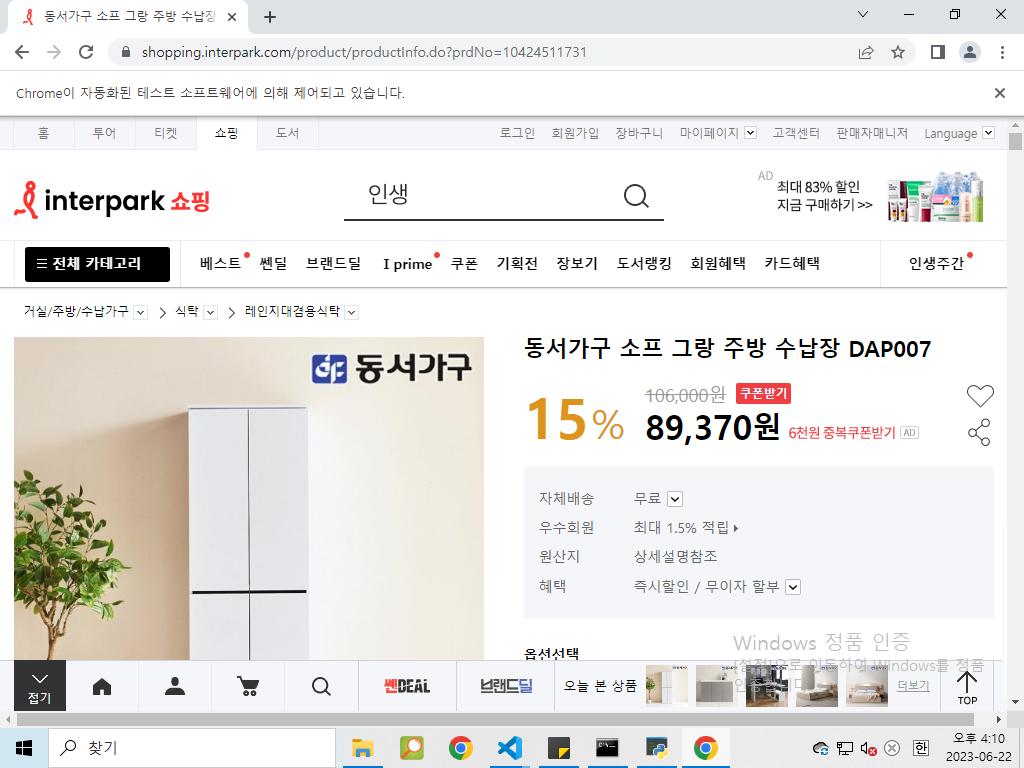 동서가구 소프 그랑 주방 수납장
shopping.interpark.com/product/productInfo.do?prdNo=10424511731
Chrome이 자동화된 테스트 소프트웨어에 의해 제어되고 있습니다.
홈 투어 티켓 쇼핑 도서 로그인 회원가입 장바구니 마이페이지 고객센터 판매자매니저 Language
interpark 쇼핑 인생 AD 최대 83% 할인
지금 구매하기 >>
전체 카테고리 베스트 쎈딜 브랜드딜 I prime 쿠폰 기획전 장보기 도서랭킹 회원혜택 카드혜택 인생주간
거실/주방/수납가구 식탁 레인지대겸용식탁
동서가구
동서가구 소프 그랑 주방 수납장 DAP007
15% 106,000원 쿠폰받기
89,370원 6천원 중복쿠폰받기 AD
자체배송 무료
우수회원 최대 1.5% 적립
원산지 상세설명참조
혜택 즉시할인 / 무이자 할부
옵션선택
Windows 정품 인증
[설정]으로 이동하여 Windows를 정품
인증합니다.
접기 쎈DEAL 브랜드딜 오늘 본 상품 더보기 TOP
찾기 한 오후 4:10
2023-06-22